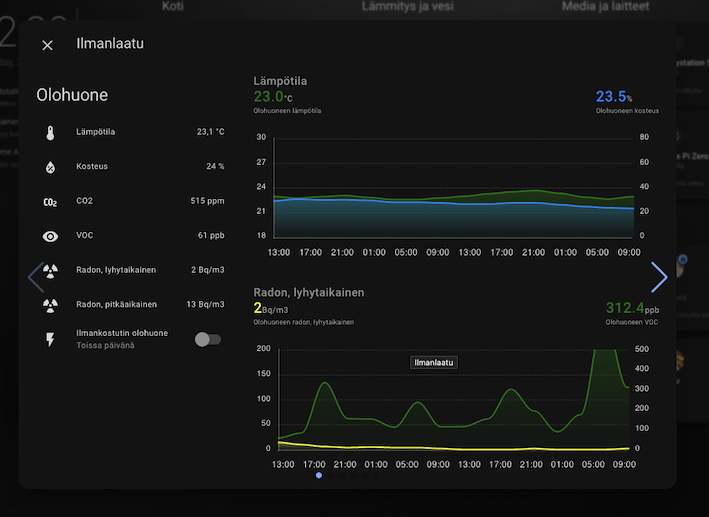 Koti
Lämmitys ja vesi
Media ja laitteet
Ilmanlaatu
Olohuone
Lämpötila
23,1 °C
Kosteus
24 %
CO2
CO2
515 ppm
VOC
61 ppb
Radon, lyhytaikainen
2 Bq/m3
Radon, pitkäaikainen
13 Bq/m3
Ilmankostutin olohuone
Toissa päivänä
Lämpötila
23.0°C
23.5%
Olohuoneen lämpötila
Olohuoneen kosteus
30
27
24
21
18
80
60
40
20
0
13:00 17:00 21:00 01:00 05:00 09:00 13:00 17:00 21:00 01:00 05:00 09:00
Radon, lyhytaikainen
2Bq/m3
312.4ppb
Olohuoneen radon, lyhytaikainen
Olohuoneen VOC
200
150
100
50
0
Ilmanlaatu
500
400
300
200
100
0
13:00 17:00 21:00 01:00 05:00 09:00 13:00 17:00 21:00 01:00 05:00 09:00
ystation 5
e Pi Zero